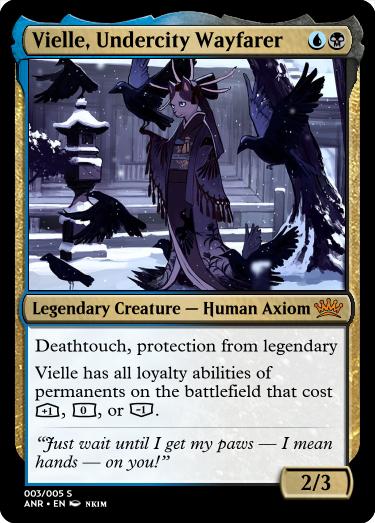 Vielle, Undercity Wayfarer
Legendary Creature — Human Axiom
Deathtouch, protection from legendary
Vielle has all loyalty abilities of
permanents on the battlefield that cost
+1, 0, or -1.
“Just wait until I get my paws — I mean
hands — on you!”
2/3
003/005 S
ANR • EN NKIM